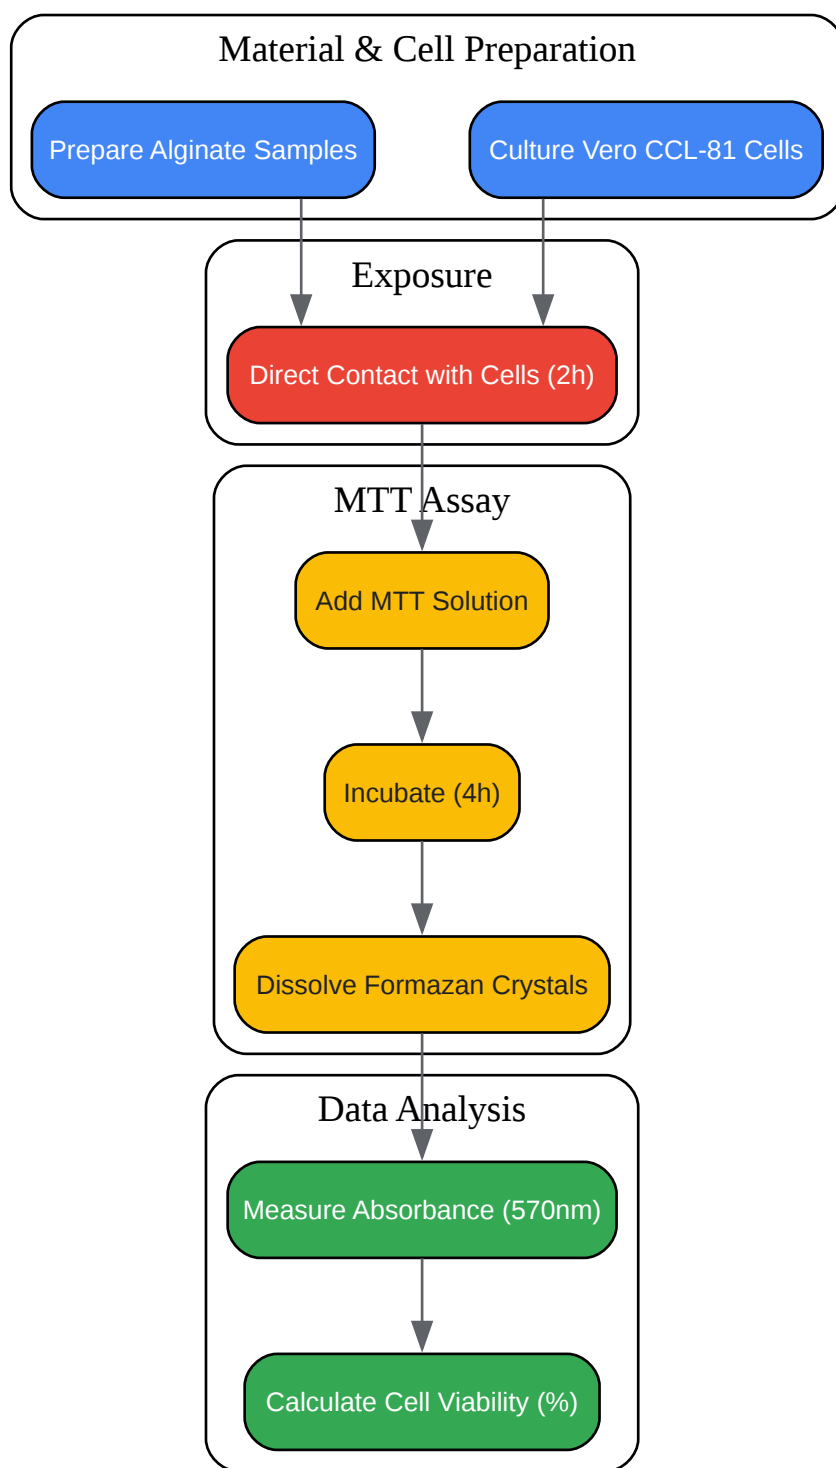 Material & Cell Preparation
Prepare Alginate Samples
Culture Vero CCL-81 Cells
Exposure
Direct Contact with Cells (2h)
MTT Assay
Add MTT Solution
Incubate (4h)
Dissolve Formazan Crystals
Data Analysis
Measure Absorbance (570nm)
Calculate Cell Viability (%)